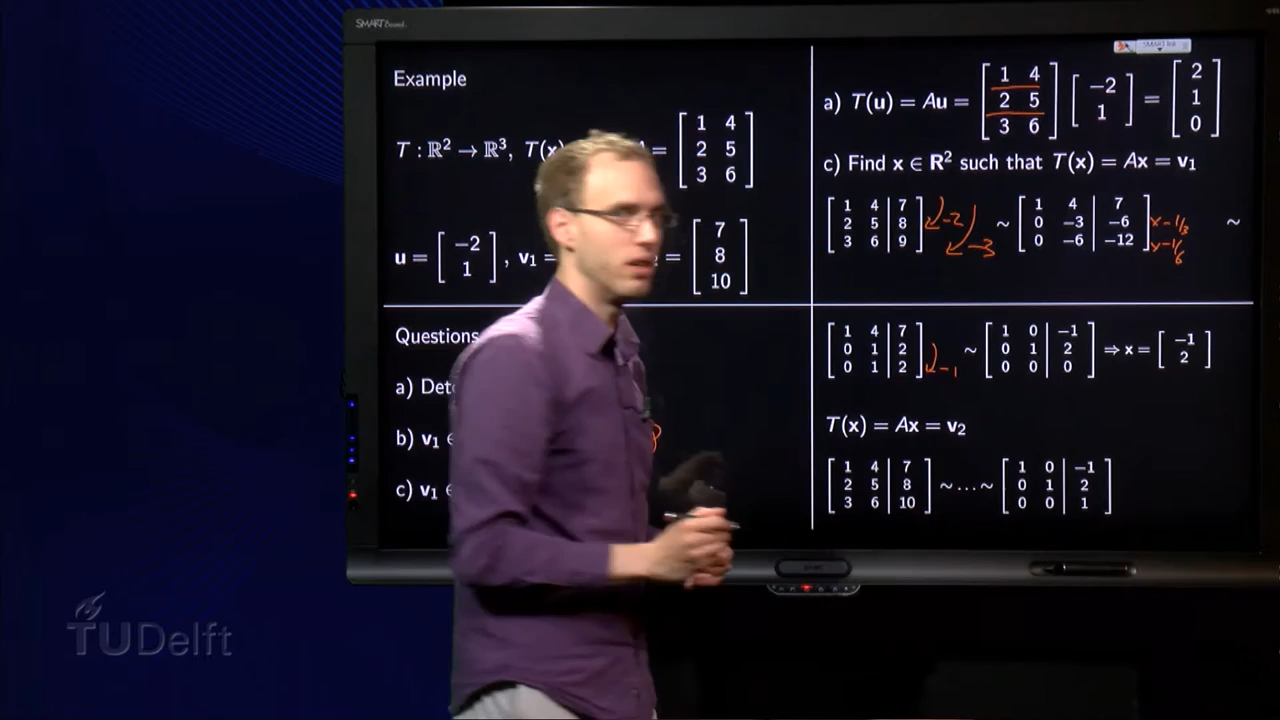 SMART Board
SMART Ink
Example
T : ℝ² → ℝ³, T(x
=
[ 1 4
2 5
3 6 ]
u = [ −2
1 ] , v₁ =
= [ 7
8
10 ]
Questions
a) Det
b) v₁ ∈
c) v₁ ∈
a) T(u) = Au = [ 1 4
2 5
3 6 ] [ −2
1 ] = [ 2
1
0 ]
c) Find x ∈ R² such that T(x) = Ax = v₁
[ 1 4 | 7
2 5 | 8
3 6 | 9 ] -2 -3 ~ [ 1 4 | 7
0 −3 | −6
0 −6 | −12 ] x-1/3 x-1/6 ~
[ 1 4 | 7
0 1 | 2
0 1 | 2 ] -1 ~ [ 1 0 | −1
0 1 | 2
0 0 | 0 ] ⇒ x = [ −1
2 ]
T(x) = Ax = v₂
[ 1 4 | 7
2 5 | 8
3 6 | 10 ] ~ ... ~ [ 1 0 | −1
0 1 | 2
0 0 | 1 ]
SMART
TUDelft